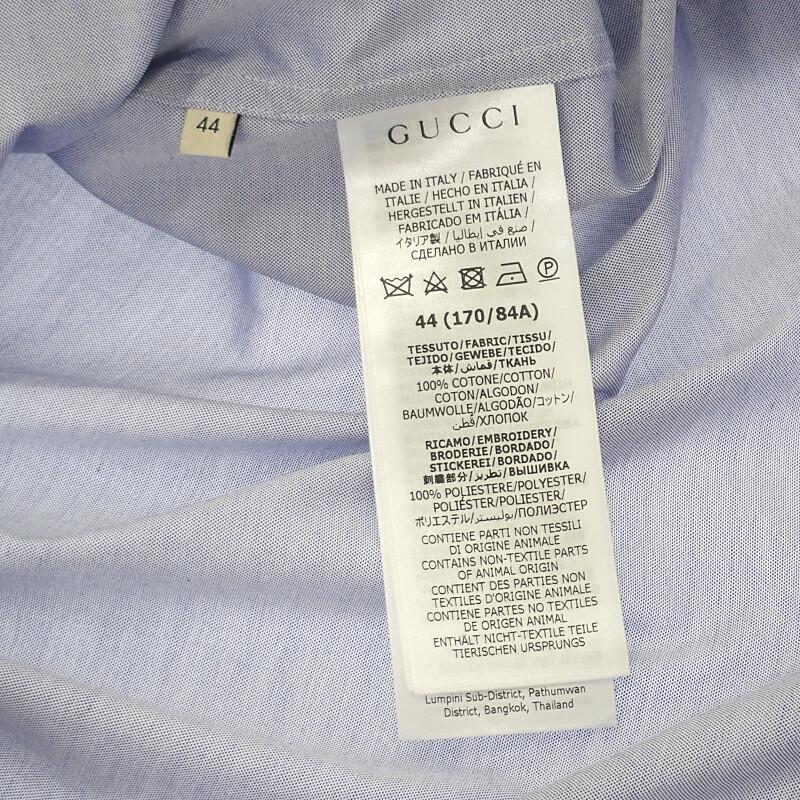 44
GUCCI
MADE IN ITALY / FABRIQUÉ EN
ITALIE / HECHO EN ITALIA /
HERGESTELLT IN ITALIEN /
FABRICADO EM ITÁLIA /
イタリア製 / صنع في إيطاليا /
СДЕЛАНО В ИТАЛИИ
P
44 (170/84A)
TESSUTO/FABRIC/TISSU/
TEJIDO/GEWEBE/TECIDO/
本体/قماش/ТКАНЬ
100% COTONE/COTTON/
COTON/ALGODON/
BAUMWOLLE/ALGODÃO/コットン/
قطن/ХЛОПОК
RICAMO/EMBROIDERY/
BRODERIE/BORDADO/
STICKEREI/BORDADO/
刺繍部分/تطريز/ВЫШИВКА
100% POLIESTERE/POLYESTER/
POLIÉSTER/POLIESTER/
ポリエステル/بوليستر/ПОЛИЭСТЕР
CONTIENE PARTI NON TESSILI
DI ORIGINE ANIMALE
CONTAINS NON-TEXTILE PARTS
OF ANIMAL ORIGIN
CONTIENT DES PARTIES NON
TEXTILES D'ORIGINE ANIMALE
CONTIENE PARTES NO TEXTILES
DE ORIGEN ANIMAL
ENTHÄLT NICHT-TEXTILE TEILE
TIERISCHEN URSPRUNGS
Lumpini Sub-District, Pathumwan
District, Bangkok, Thailand